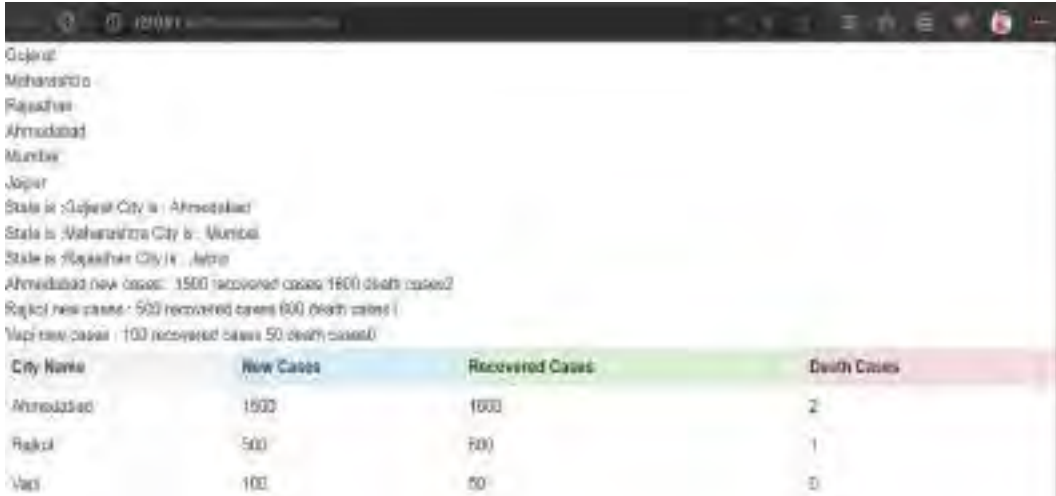 Gujarat
Maharashtra
Rajasthan
Ahmedabad
Mumbai
Jaipur
State is :Gujarat City is : Ahmedabad
State is :Maharashtra City is : Mumbai
State is :Rajasthan City is : Jaipur
Ahmedabad new cases : 1500 recovered cases 1600 death cases2
Rajkot new cases : 500 recovered cases 600 death cases1
Vapi new cases : 100 recovered cases 50 death cases0
City Name New Cases Recovered Cases Death Cases
Ahmedabad 1500 1600 2
Rajkot 500 600 1
Vapi 100 50 0